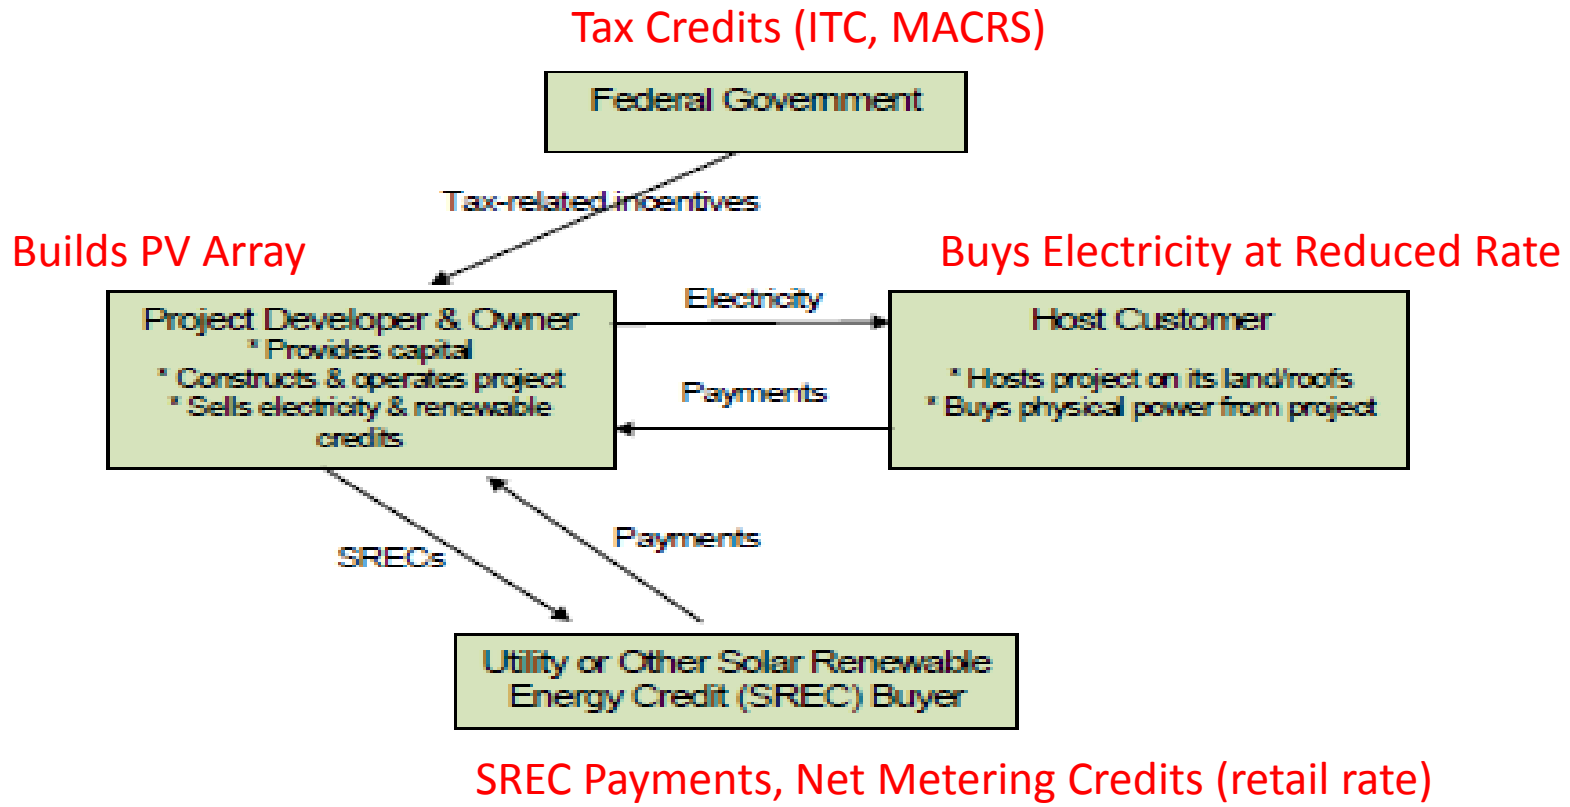 Tax Credits (ITC, MACRS)
Federal Government
Tax-related incentives
Builds PV Array
Buys Electricity at Reduced Rate
Project Developer & Owner
* Provides capital
* Constructs & operates project
* Sells electricity & renewable
credits
Electricity
Payments
Host Customer
* Hosts project on its land/roofs
* Buys physical power from project
SRECs
Payments
Utility or Other Solar Renewable
Energy Credit (SREC) Buyer
SREC Payments, Net Metering Credits (retail rate)